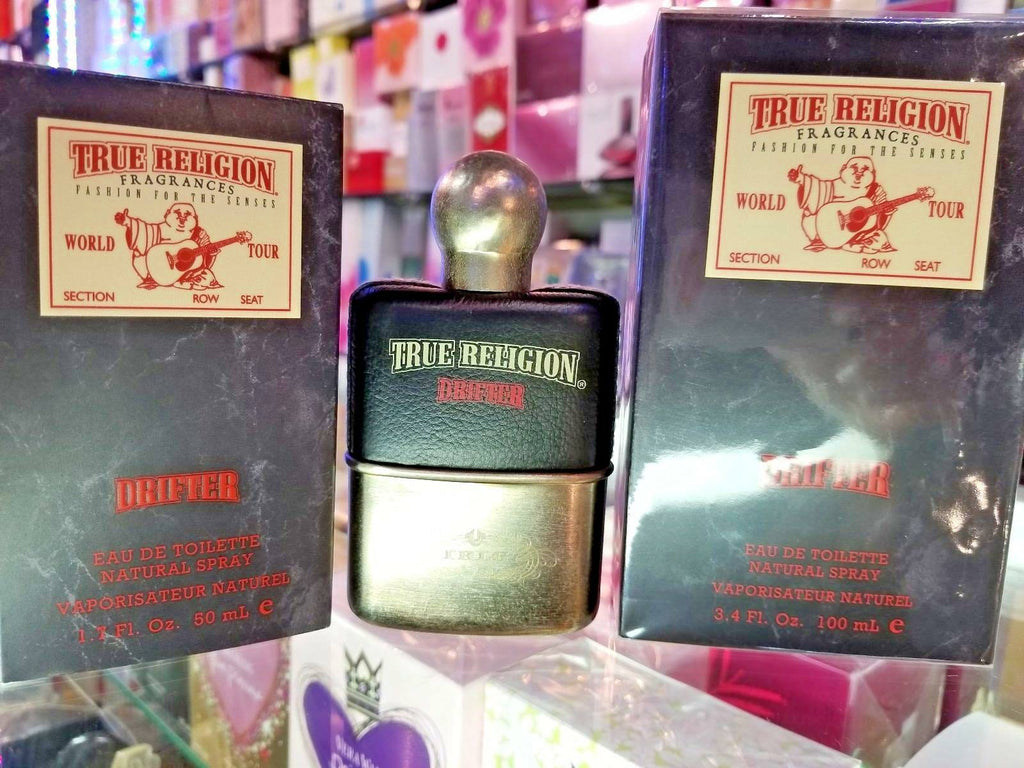 TRUE RELIGION
FRAGRANCES
FASHION FOR THE SENSES
WORLD TOUR
SECTION ROW SEAT
DRIFTER
EAU DE TOILETTE
NATURAL SPRAY
VAPORISATEUR NATUREL
1.7 Fl. Oz. 50 mL e
TRUE RELIGION®
DRIFTER
TRUE RELIGION
FRAGRANCES
FASHION FOR THE SENSES
WORLD TOUR
SECTION ROW SEAT
DRIFTER
EAU DE TOILETTE
NATURAL SPRAY
VAPORISATEUR NATUREL
3.4 Fl. Oz. 100 mL e